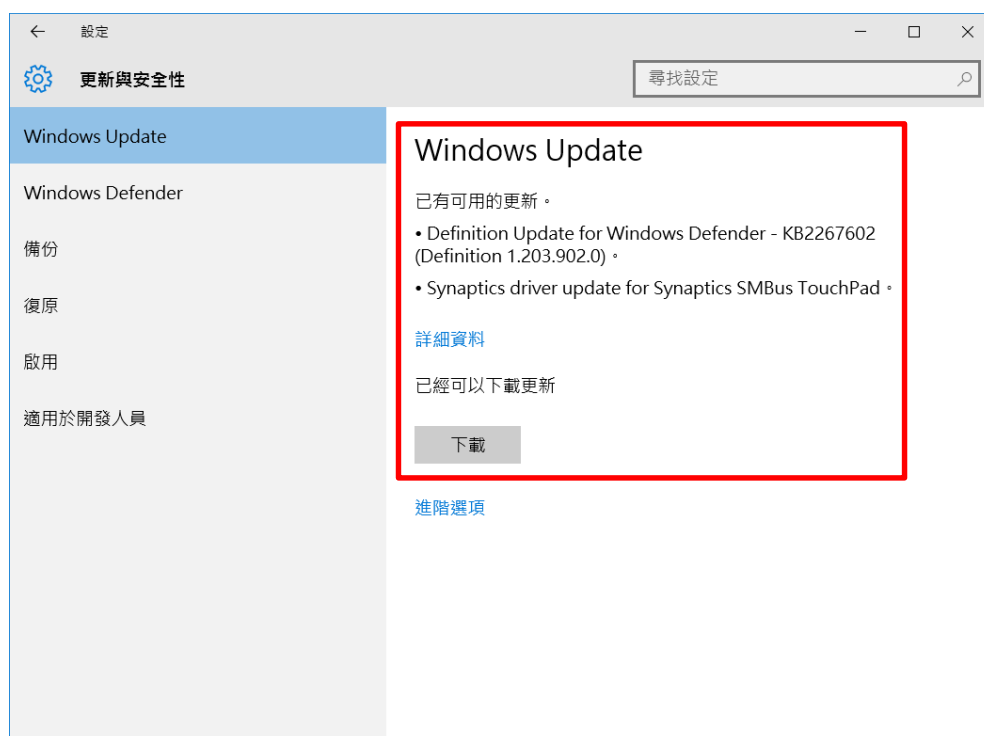 設定
更新與安全性
尋找設定
Windows Update
Windows Defender
備份
復原
啟用
適用於開發人員
Windows Update
已有可用的更新。
• Definition Update for Windows Defender - KB2267602
(Definition 1.203.902.0)。
• Synaptics driver update for Synaptics SMBus TouchPad。
詳細資料
已經可以下載更新
下載
進階選項